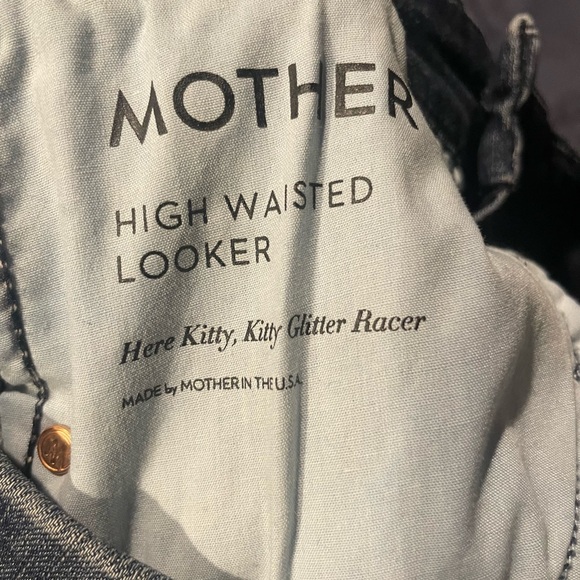 MOTHER
HIGH WAISTED
LOOKER
Here Kitty, Kitty Glitter Racer
MADE by MOTHER IN THE U.S.A.